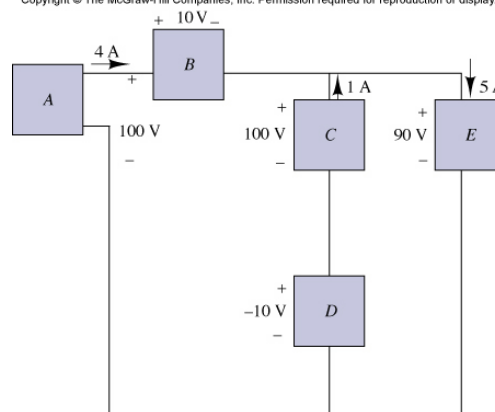 Copyright © The McGraw-Hill Companies, Inc. Permission required for reproduction or display
+ 10 V –
4 A
B
+
A
1 A
5 A
+
+
100 V
100 V
C
90 V
E
–
–
–
+
–10 V
D
–